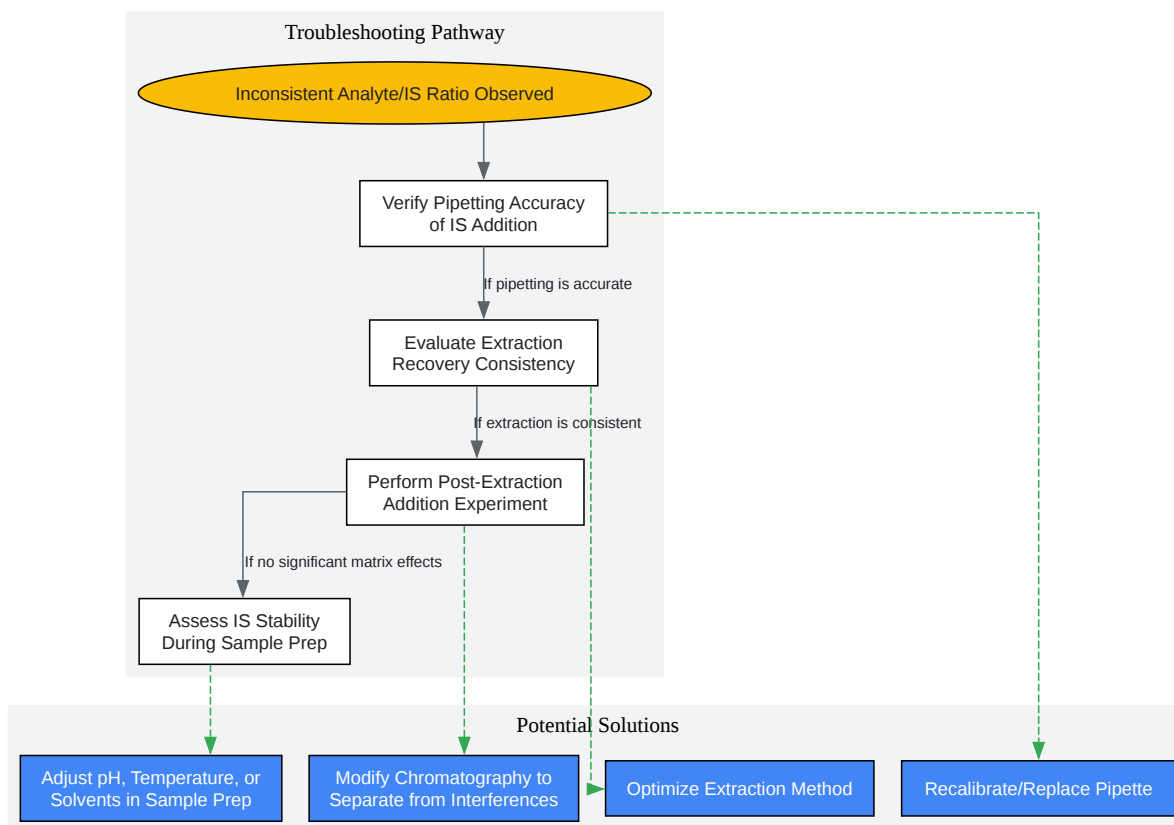 Troubleshooting Pathway
Inconsistent Analyte/IS Ratio Observed
Verify Pipetting Accuracy
of IS Addition
If pipetting is accurate
Evaluate Extraction
Recovery Consistency
If extraction is consistent
Perform Post-Extraction
Addition Experiment
If no significant matrix effects
Assess IS Stability
During Sample Prep
Potential Solutions
Adjust pH, Temperature, or
Solvents in Sample Prep
Modify Chromatography to
Separate from Interferences
Optimize Extraction Method
Recalibrate/Replace Pipette